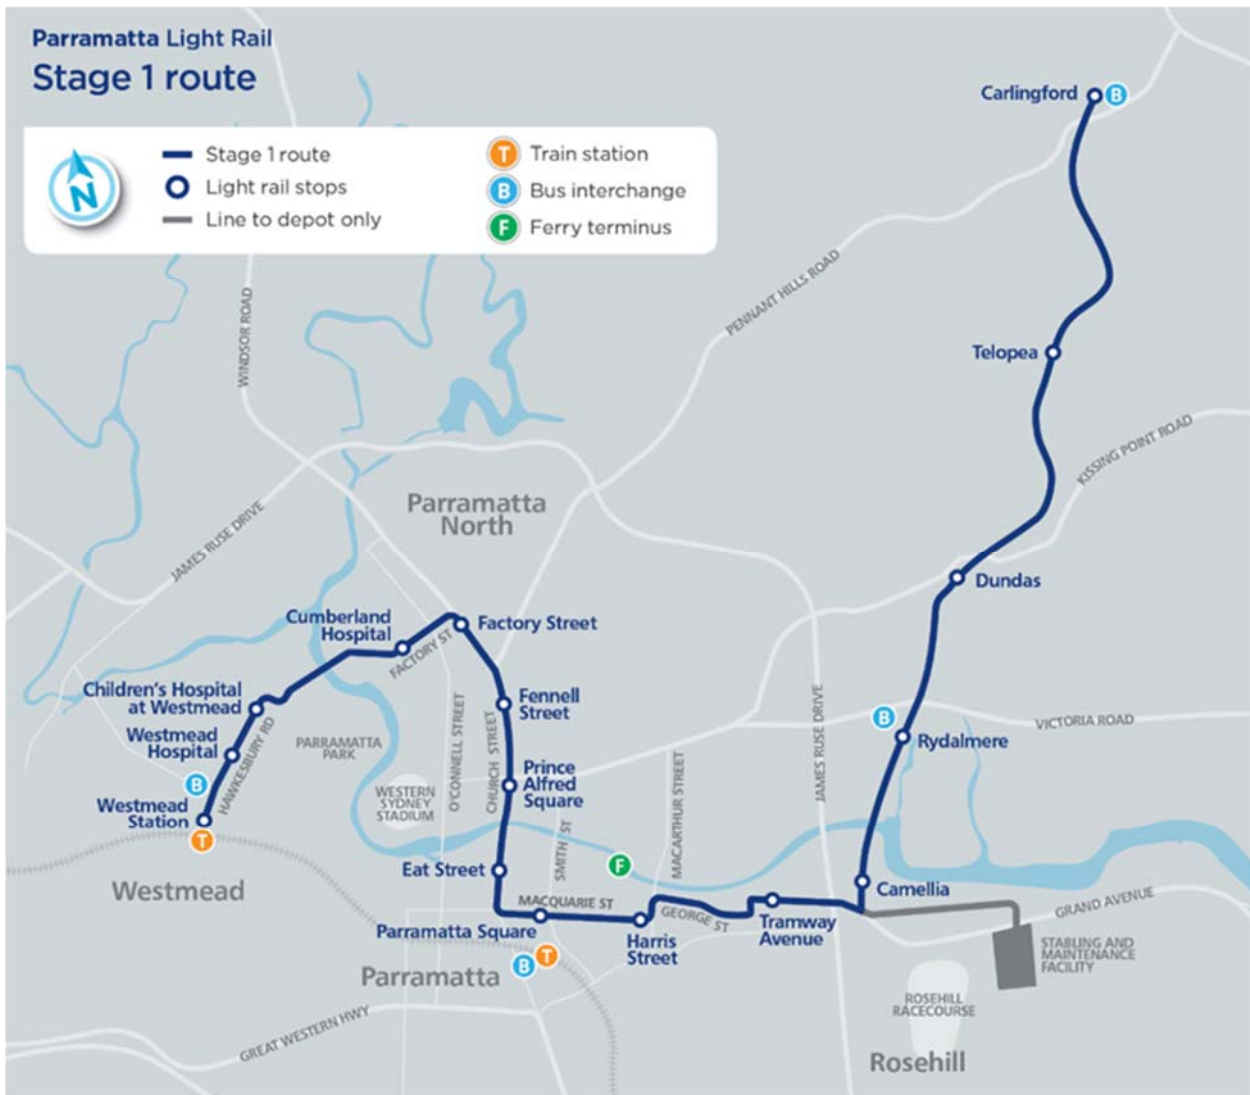 Parramatta Light Rail
Stage 1 route
N
Stage 1 route
Light rail stops
Line to depot only
T Train station
B Bus interchange
F Ferry terminus
Carlingford B
PENNANT HILLS ROAD
WINDSOR ROAD
Telopea
KISSING POINT ROAD
JAMES RUSE DRIVE
Parramatta
North
Dundas
Cumberland
Hospital
Factory Street
FACTORY ST
Children's Hospital
at Westmead
Fennell
Street
Westmead
Hospital
HAWKESBURY RD
PARRAMATTA
PARK
O'CONNELL STREET
CHURCH STREET
JAMES RUSE DRIVE
B
VICTORIA ROAD
Rydalmere
B
Prince
Alfred
Square
MACARTHUR STREET
WESTERN
SYDNEY
STADIUM
Westmead
Station
T
SMITH ST
F
Eat Street
Westmead
Camellia
MACQUARIE ST
GEORGE ST
GRAND AVENUE
Parramatta Square
Harris
Street
Tramway
Avenue
STABLING AND
MAINTENANCE
FACILITY
B T
Parramatta
ROSEHILL
RACECOURSE
GREAT WESTERN HWY
Rosehill